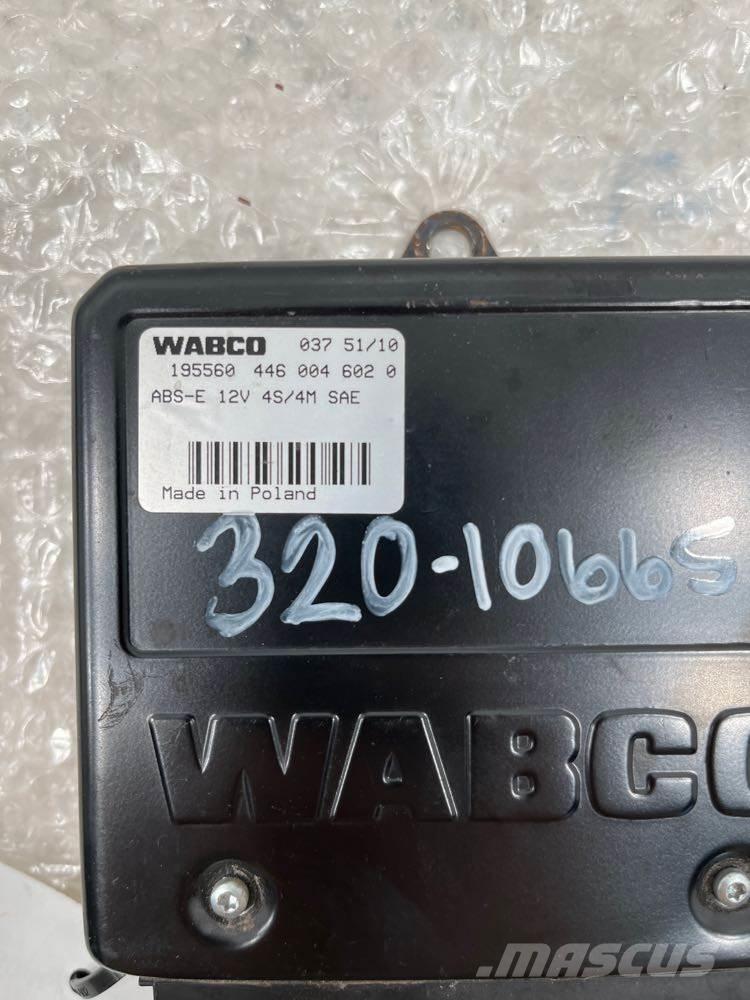 WABCO 037 51/10
195560 446 004 602 0
ABS-E 12V 4S/4M SAE
Made in Poland
320-1066S
WABCO
MASCUS